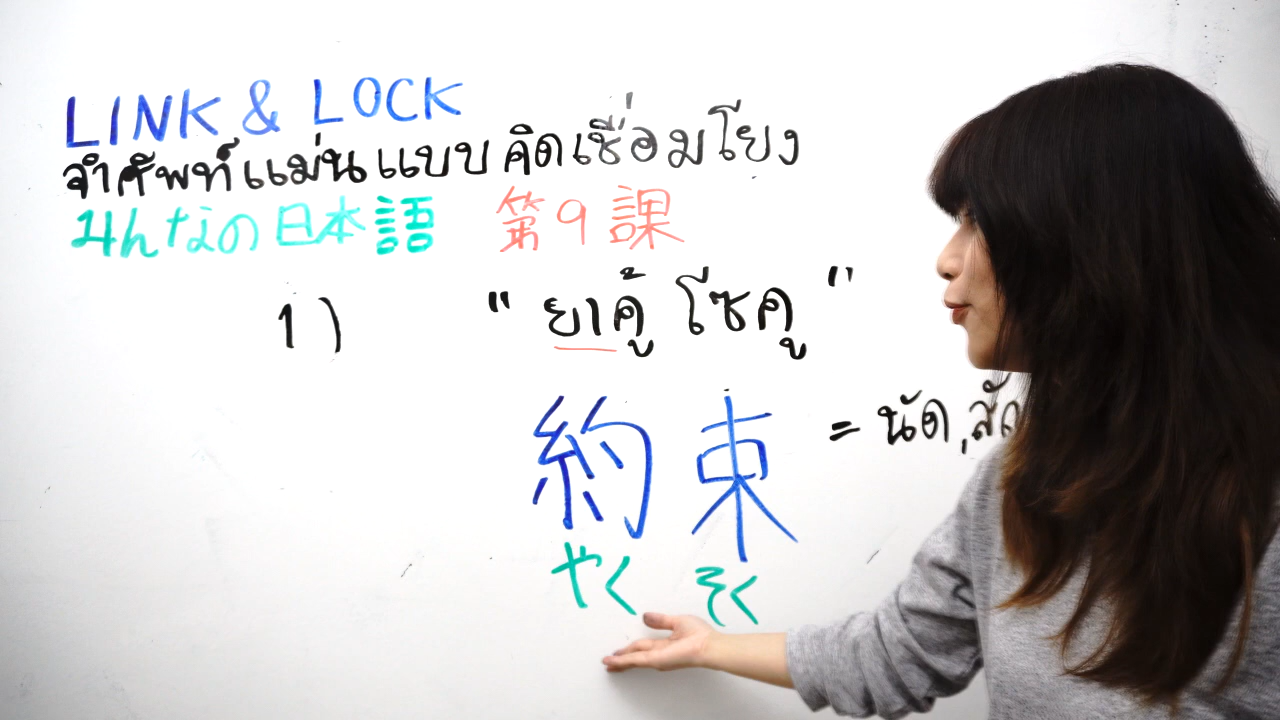 LINK & LOCK
จำศัพท์แม่นแบบคิดเชื่อมโยง
みんなの日本語 第9課
1) "ยาคู้ โซคู"
約束 = นัด,
やく そく